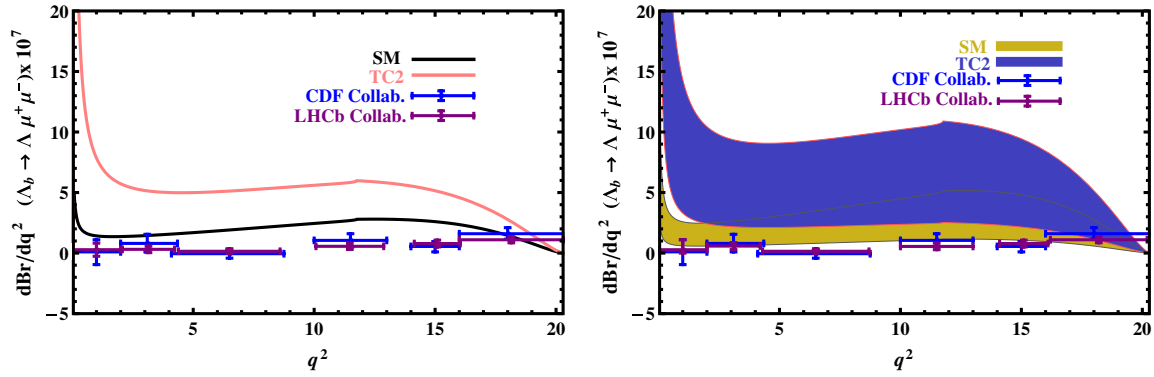 20
15
10
5
0
−5
dBr/dq² (Λ_b → Λ μ⁺ μ⁻)x 10⁷
SM
TC2
CDF Collab.
LHCb Collab.
5 10 15 20
q²
20
15
10
5
0
−5
dBr/dq² (Λ_b → Λ μ⁺ μ⁻)x 10⁷
SM
TC2
CDF Collab.
LHCb Collab.
5 10 15 20
q²